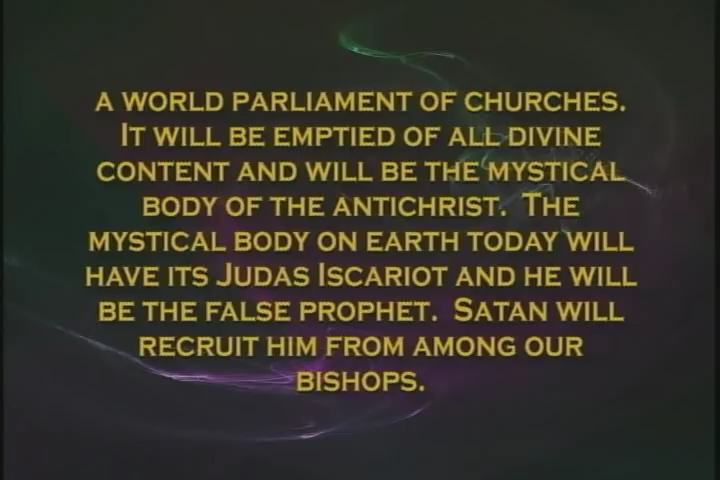 A WORLD PARLIAMENT OF CHURCHES.
IT WILL BE EMPTIED OF ALL DIVINE
CONTENT AND WILL BE THE MYSTICAL
BODY OF THE ANTICHRIST. THE
MYSTICAL BODY ON EARTH TODAY WILL
HAVE ITS JUDAS ISCARIOT AND HE WILL
BE THE FALSE PROPHET. SATAN WILL
RECRUIT HIM FROM AMONG OUR
BISHOPS.